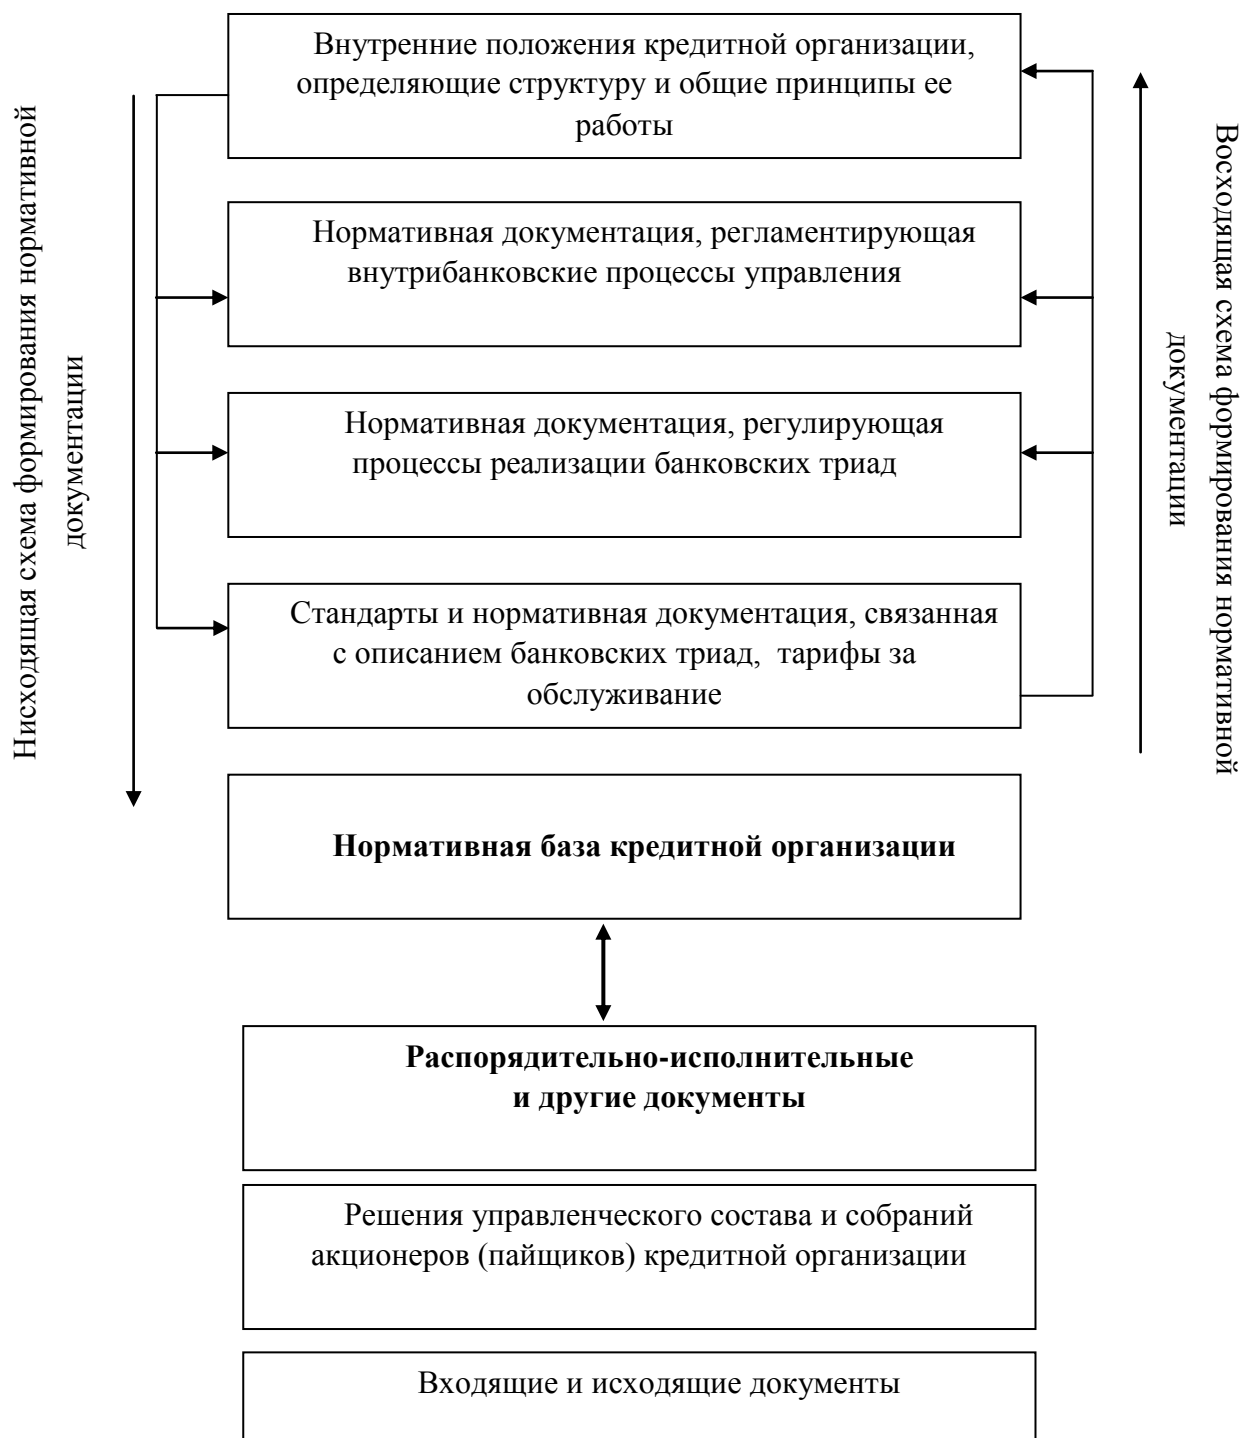 Внутренние положения кредитной организации,
определяющие структуру и общие принципы ее
работы
Нисходящая схема формирования нормативной
документации
Восходящая схема формирования нормативной
документации
Нормативная документация, регламентирующая
внутрибанковские процессы управления
Нормативная документация, регулирующая
процессы реализации банковских триад
Стандарты и нормативная документация, связанная
с описанием банковских триад, тарифы за
обслуживание
Нормативная база кредитной организации
Распорядительно-исполнительные
и другие документы
Решения управленческого состава и собраний
акционеров (пайщиков) кредитной организации
Входящие и исходящие документы